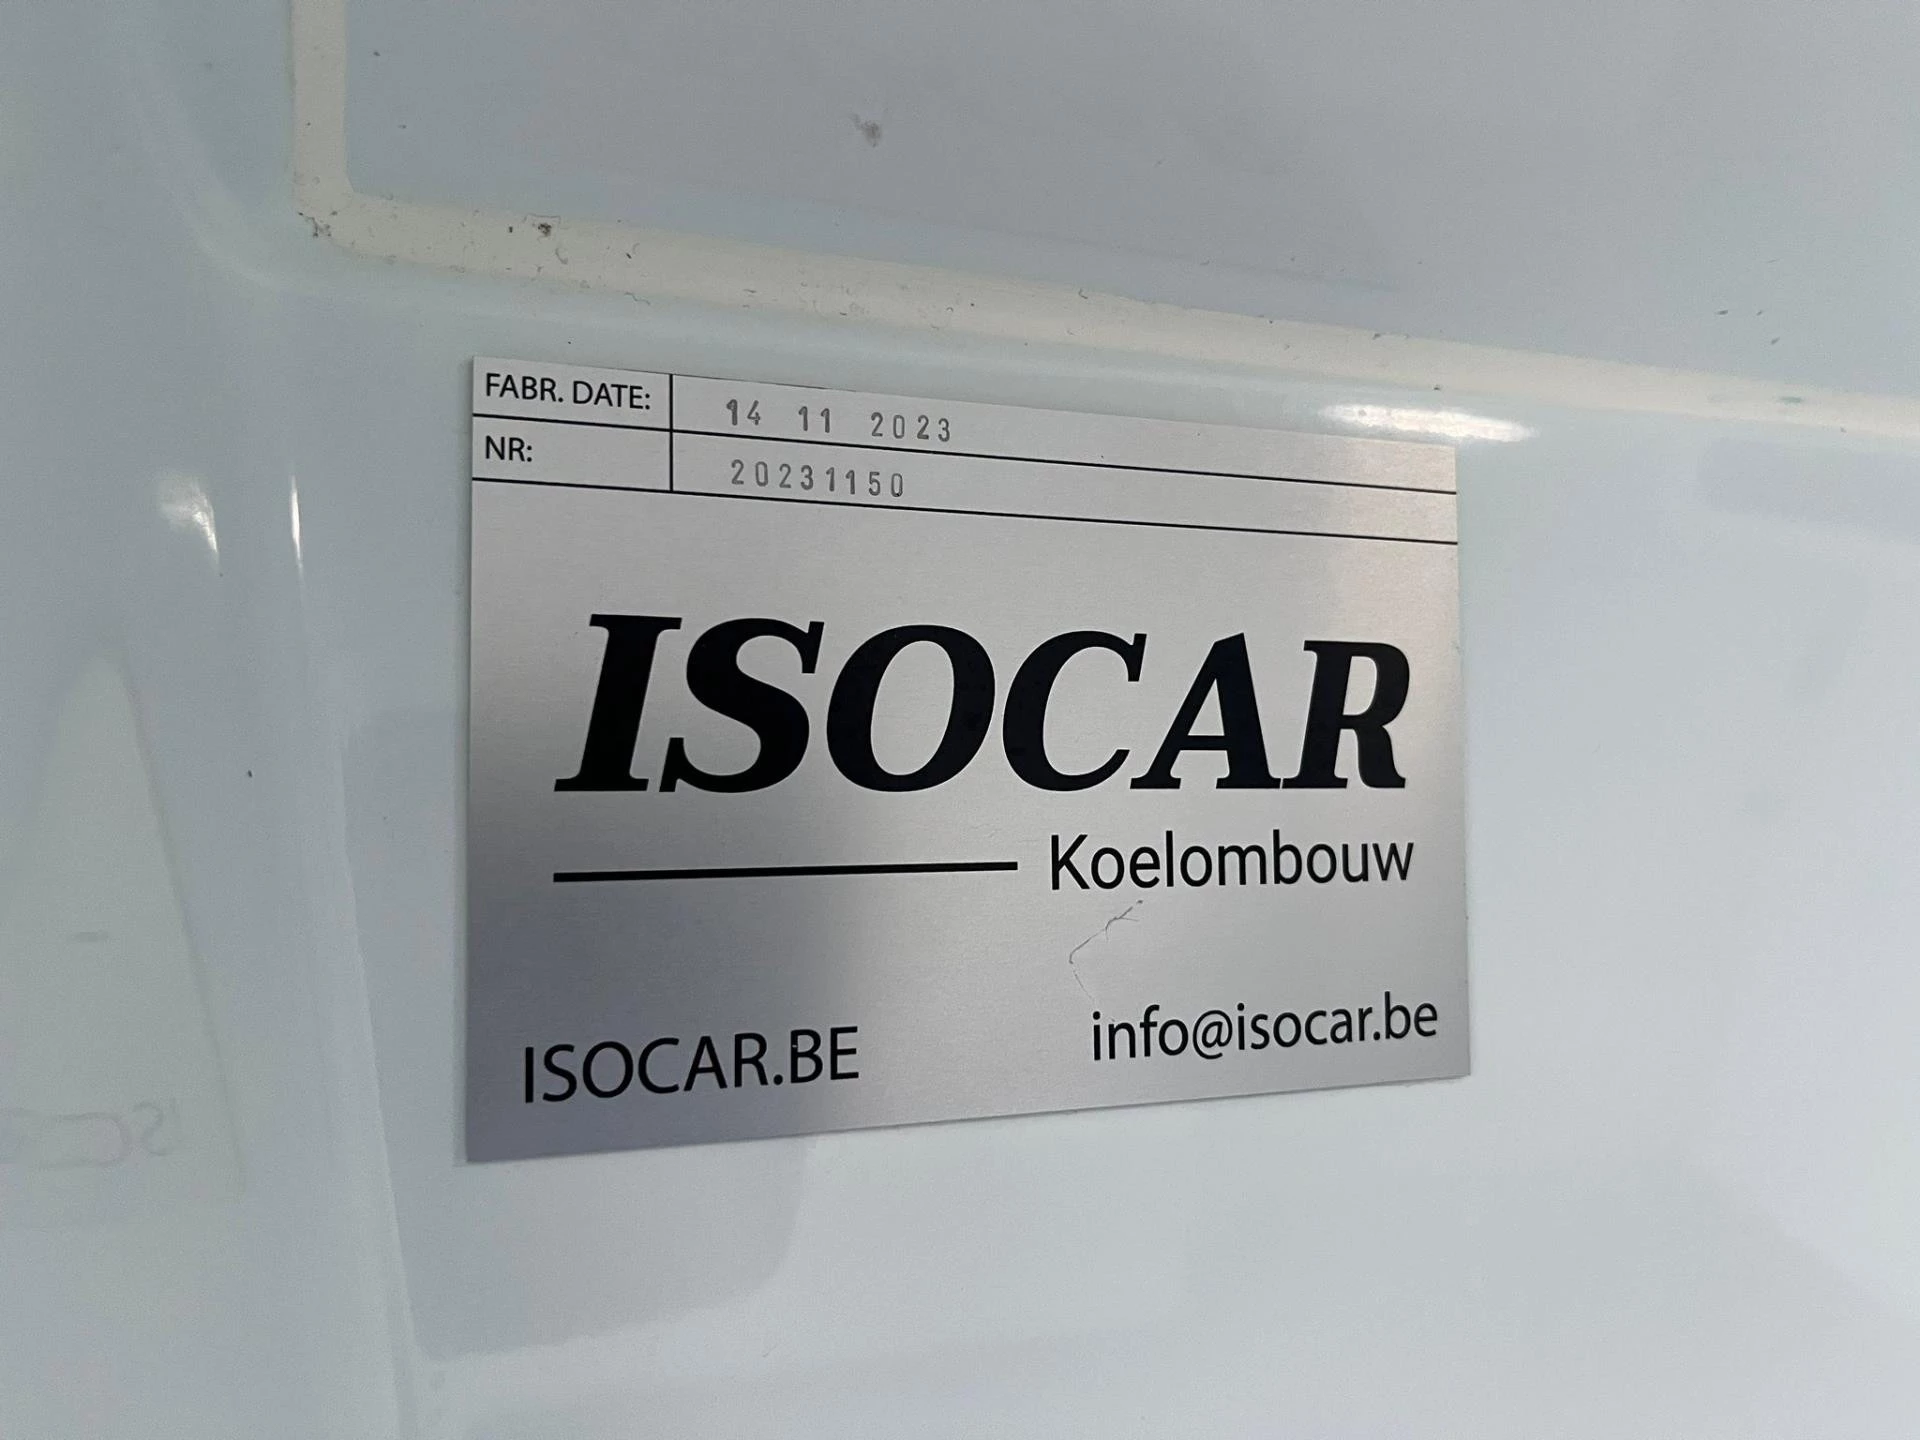 FABR. DATE: 14 11 2023
NR: 20231150
ISOCAR
Koelombouw
ISOCAR.BE info@isocar.be